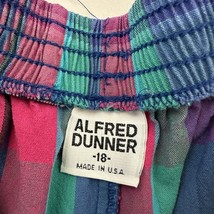 ALFRED
DUNNER
-18-
MADE IN U.S.A.